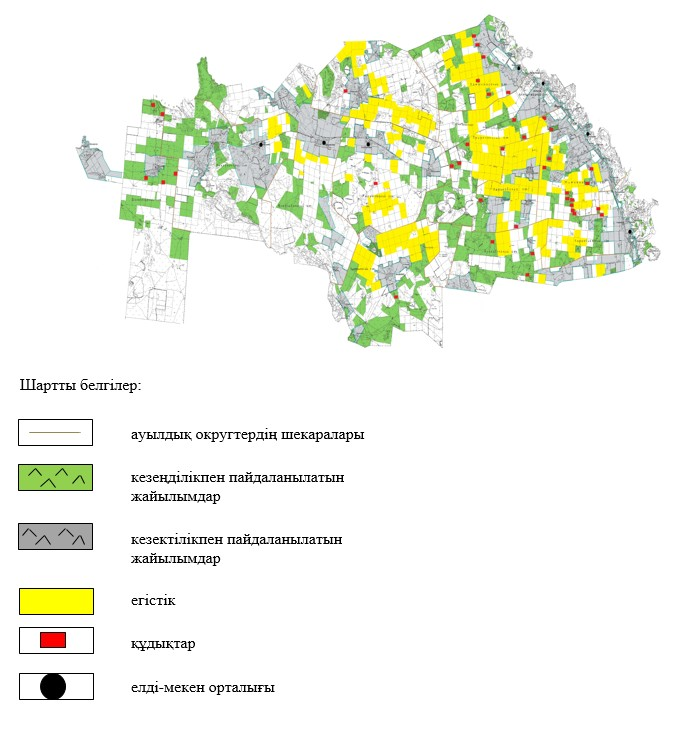 Шартты белгілер:
ауылдық округтердің шекаралары
кезеңділікпен пайдаланылатын
жайылымдар
кезектілікпен пайдаланылатын
жайылымдар
егістік
құдықтар
елді-мекен орталығы